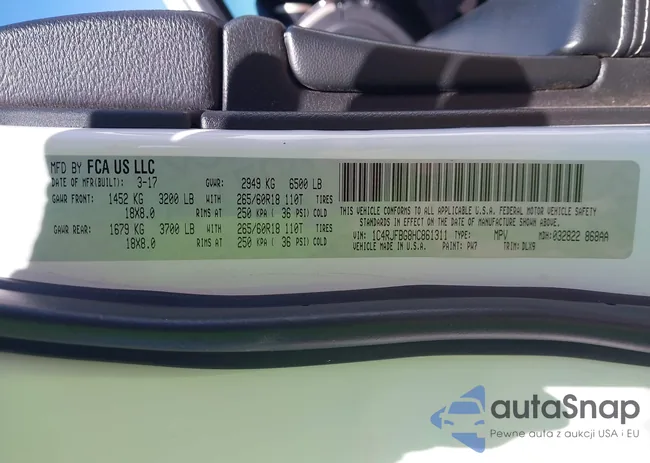 MFD BY FCA US LLC
DATE OF MFR(BUILT): 3-17 GVWR: 2949 KG 6500 LB
GAWR FRONT: 1452 KG 3200 LB WITH 265/60R18 110T TIRES
18X8.0 RIMS AT 250 KPA ( 36 PSI) COLD
GAWR REAR: 1679 KG 3700 LB WITH 265/60R18 110T TIRES
18X8.0 RIMS AT 250 KPA ( 36 PSI) COLD
THIS VEHICLE CONFORMS TO ALL APPLICABLE U.S.A. FEDERAL MOTOR VEHICLE SAFETY
STANDARDS IN EFFECT ON THE DATE OF MANUFACTURE SHOWN ABOVE.
VIN: 1C4RJFBG8HC861311 TYPE: MPV MDH: 032822 868AA
MADE IN U.S.A. PAINT: PW7 TRIM: DLX9
autoSnap
Pewne auta z aukcji USA i EU